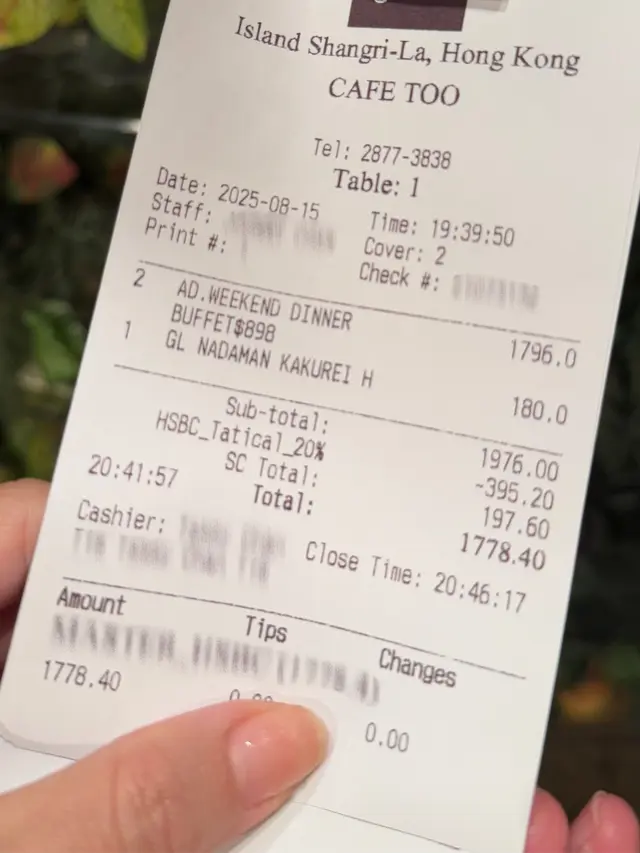 Island Shangri-La, Hong Kong
CAFE TOO
Tel: 2877-3838
Table: 1
Date: 2025-08-15 Time: 19:39:50
Staff: Cover: 2
Print #: Check #:
2 AD.WEEKEND DINNER
BUFFET$898 1796.0
1 GL NADAMAN KAKUREI H 180.0
Sub-total: 1976.00
HSBC_Tatical_20% -395.20
SC Total: 197.60
20:41:57 Total: 1778.40
Cashier: Close Time: 20:46:17
Amount Tips Changes
1778.40 0.00